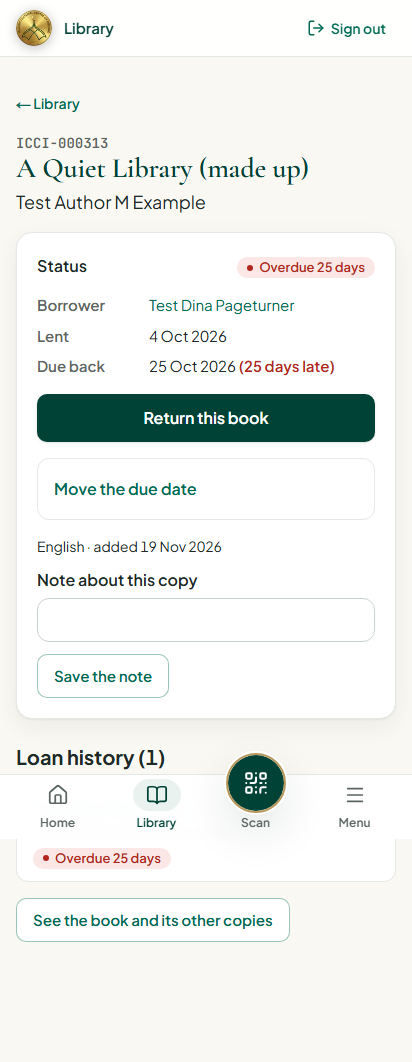 Library
Sign out
← Library
ICCI-000313
A Quiet Library (made up)
Test Author M Example
Status
Overdue 25 days
Borrower Test Dina Pageturner
Lent 4 Oct 2026
Due back 25 Oct 2026 (25 days late)
Return this book
Move the due date
English · added 19 Nov 2026
Note about this copy
Save the note
Loan history (1)
Home Library Scan Menu
Overdue 25 days
See the book and its other copies